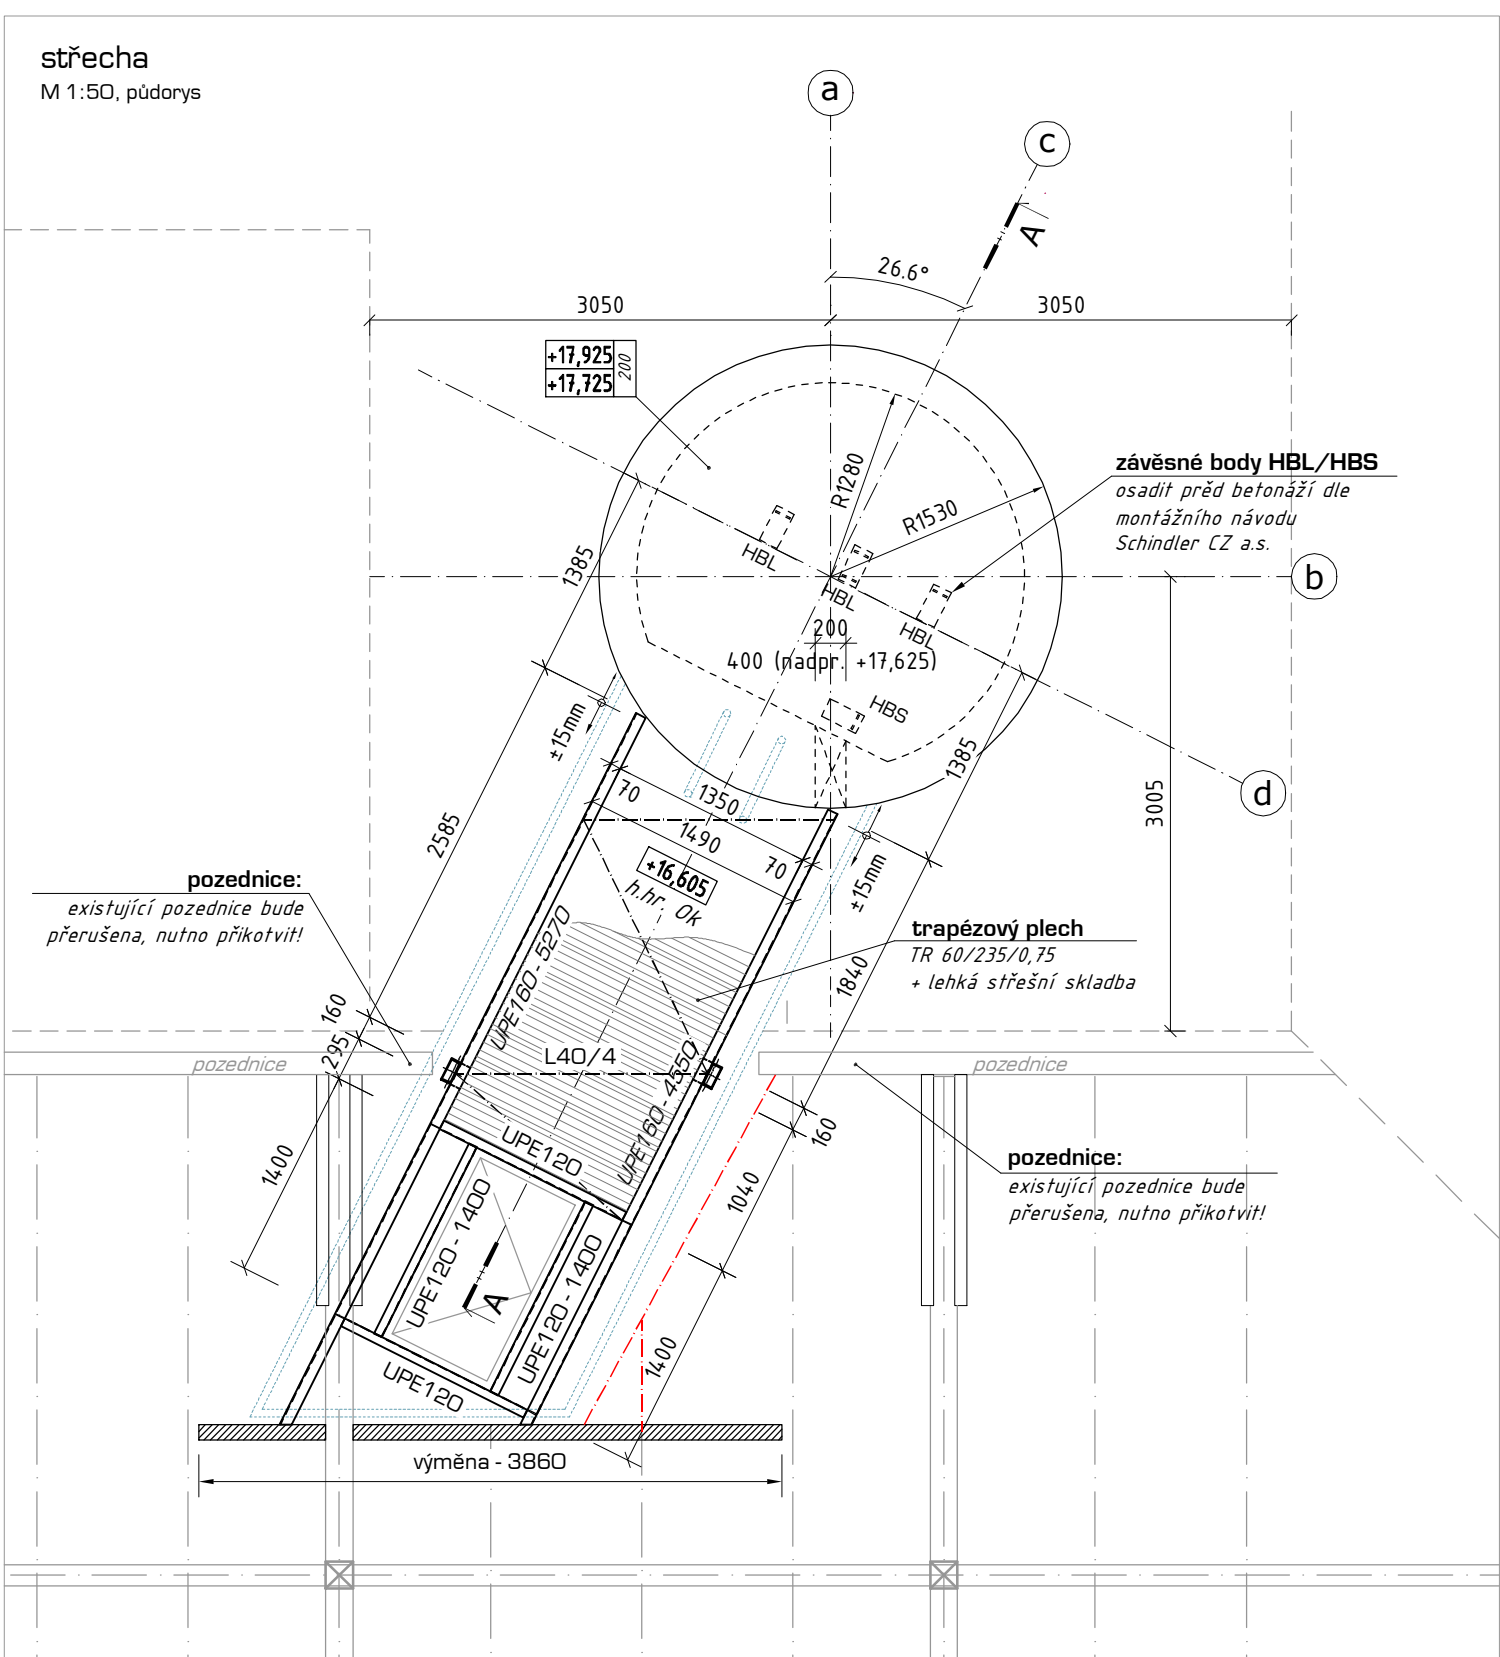 střecha
M 1:50, půdorys
a
c
A
26.6°
3050
3050
+17,925
+17,725
200
R1280
R1530
závěsné body HBL/HBS
osadit přěd betonáží dle
montážního návodu
Schindler CZ a.s.
HBL
HBL
HBL
b
1385
200
400 (nadpr. +17,625)
HBS
±15mm
1385
d
3005
70
1350
1490
70
2585
+16,605
h.hr. Ok
±15mm
pozednice:
existující pozednice bude
přerušena, nutno přikotvit!
trapézový plech
TR 60/235/0,75
+ lehká střešní skladba
UPE160-5270
1840
160
295
L40/4
UPE160-4550
pozednice
pozednice
UPE120
160
1400
1040
pozednice:
existující pozednice bude
přerušena, nutno přikotvit!
UPE120-1400
A
UPE120-1400
1400
UPE120
výměna - 3860